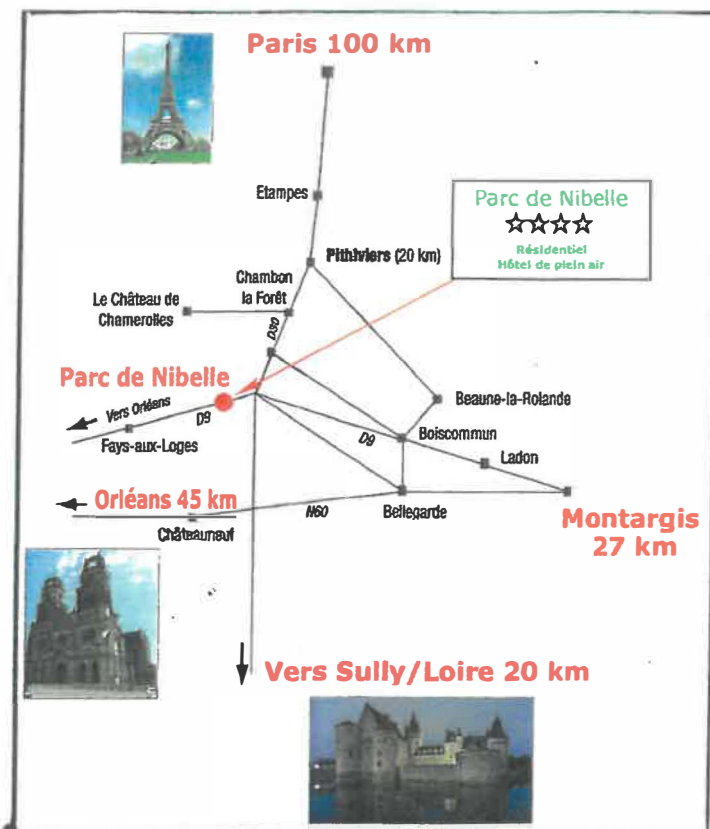 Paris 100 km
Etampes
Parc de Nibelle
Résidentiel
Hôtel de plein air
Pithiviers (20 km)
Chambon
la Forêt
Le Château de
Chamerolles
D30
Parc de Nibelle
Vers Orléans
D9
Fays-aux-Loges
Beaune-la-Rolande
D9
Boiscommun
Ladon
Orléans 45 km
N60
Bellegarde
Châteauneuf
Montargis
27 km
Vers Sully/Loire 20 km